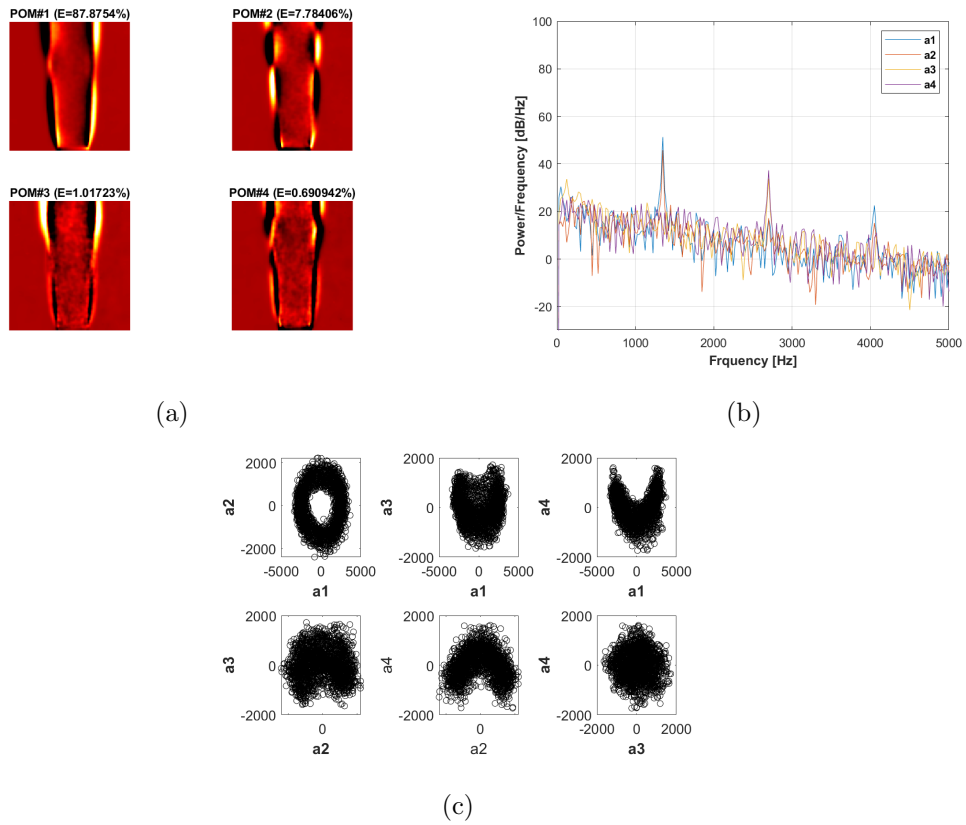 POM#1 (E=87.8754%)
POM#2 (E=7.78406%)
POM#3 (E=1.01723%)
POM#4 (E=0.690942%)
(a)
100
80
60
40
20
0
-20
Power/Frequency [dB/Hz]
0
1000
2000
3000
4000
5000
Frquency [Hz]
a1
a2
a3
a4
(b)
2000
0
-2000
a2
-5000
0
5000
a1
2000
0
-2000
a3
-5000
0
5000
a1
2000
0
-2000
a4
-5000
0
5000
a1
2000
0
-2000
a3
0
a2
2000
0
-2000
a4
0
a2
2000
0
-2000
a4
-2000
0
2000
a3
(c)